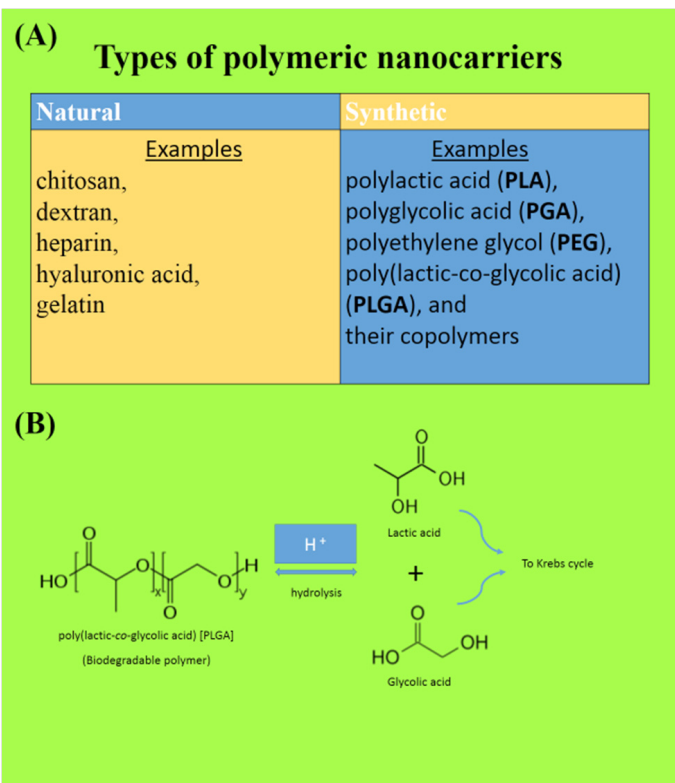 (A)
Types of polymeric nanocarriers
Natural
Synthetic
Examples
chitosan,
dextran,
heparin,
hyaluronic acid,
gelatin
Examples
polylactic acid (PLA),
polyglycolic acid (PGA),
polyethylene glycol (PEG),
poly(lactic-co-glycolic acid)
(PLGA), and
their copolymers
(B)
O
OH
OH
Lactic acid
O
HO
O
x
O
O
y
H
poly(lactic-co-glycolic acid) [PLGA]
(Biodegradable polymer)
H+
hydrolysis
+
To Krebs cycle
O
HO
OH
Glycolic acid